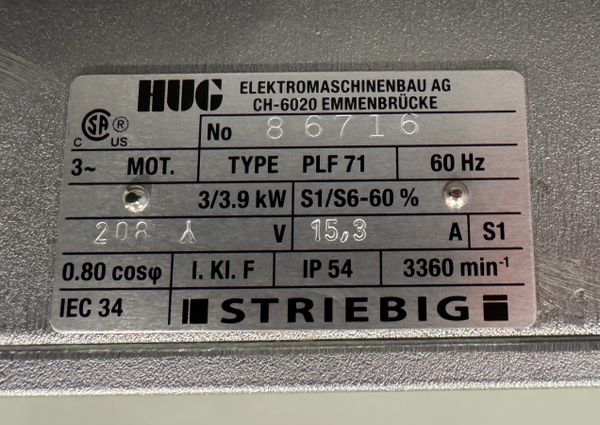 HUG ELEKTROMASCHINENBAU AG
CH-6020 EMMENBRÜCKE
CSA ®
C US
No 86716
3~ MOT. TYPE PLF 71 60 Hz
3/3.9 kW S1/S6-60 %
208 Y V 15,3 A S1
0.80 cosφ I. Kl. F IP 54 3360 min⁻¹
IEC 34 STRIEBIG